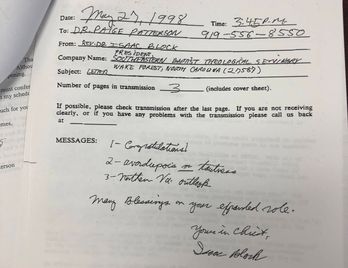 Date: May 27, 1998 Time: 3:45 P.M.
To: DR. PAIGE PATTERSON 919-556-8550
From: REV. DR. ISAAC BLOCK
PRESIDENT,
Company Name: SOUTHEASTERN BAPTIST THEOLOGICAL SEMINARY
WAKE FOREST, NORTH CAROLINA (27587)
Subject: LETTER
Number of pages in transmission 3 (includes cover sheet).
If possible, please check transmission after the last page. If you are not receiving
clearly, or if you have any problems with the transmission please call us back
at
MESSAGES: 1- Congratulations!
2- avoirdupois or
3- Northern Va. outlook
Many Blessings on your expanded role.
Yours in Christ,
Isaac Block